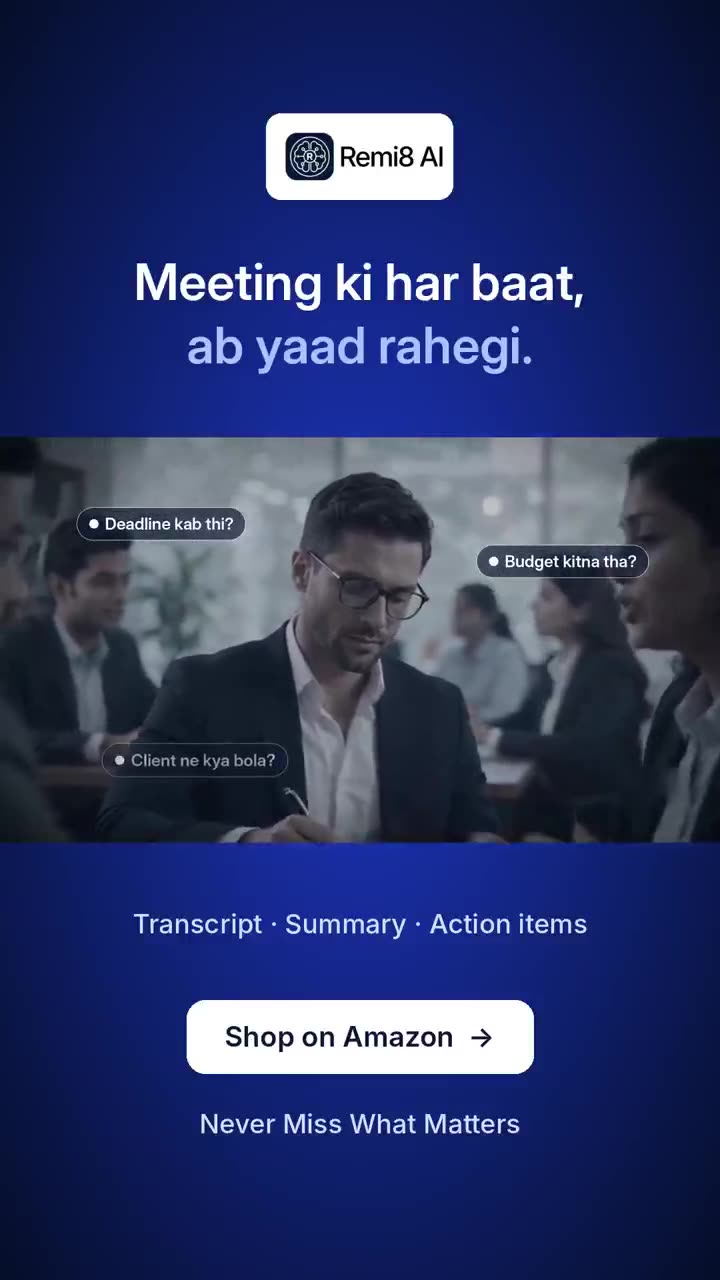 Remi8 AI
Meeting ki har baat,
ab yaad rahegi.
Deadline kab thi?
Budget kitna tha?
Client ne kya bola?
Transcript · Summary · Action items
Shop on Amazon →
Never Miss What Matters